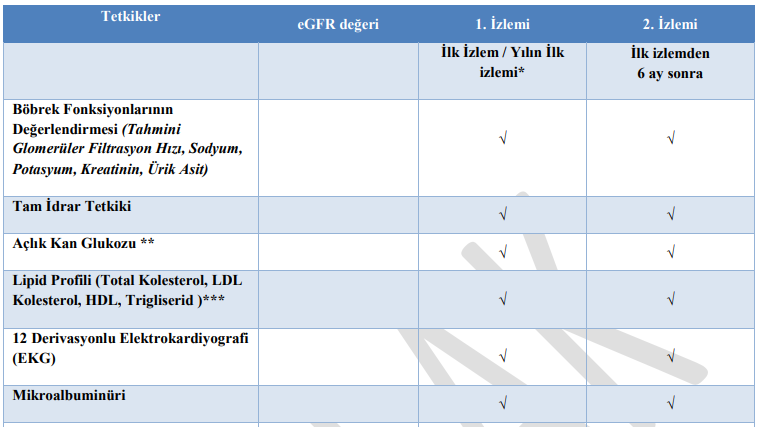 Tetkikler eGFR değeri 1. İzlemi 2. İzlemi
İlk İzlem / Yılın İlk
izlemi*
İlk izlemden
6 ay sonra
Böbrek Fonksiyonlarının
Değerlendirmesi (Tahmini
Glomerüler Filtrasyon Hızı, Sodyum,
Potasyum, Kreatinin, Ürik Asit)
√ √
Tam İdrar Tetkiki √ √
Açlık Kan Glukozu ** √ √
Lipid Profili (Total Kolesterol, LDL
Kolesterol, HDL, Trigliserid )***
√ √
12 Derivasyonlu Elektrokardiyografi
(EKG)
√ √
Mikroalbuminüri √ √